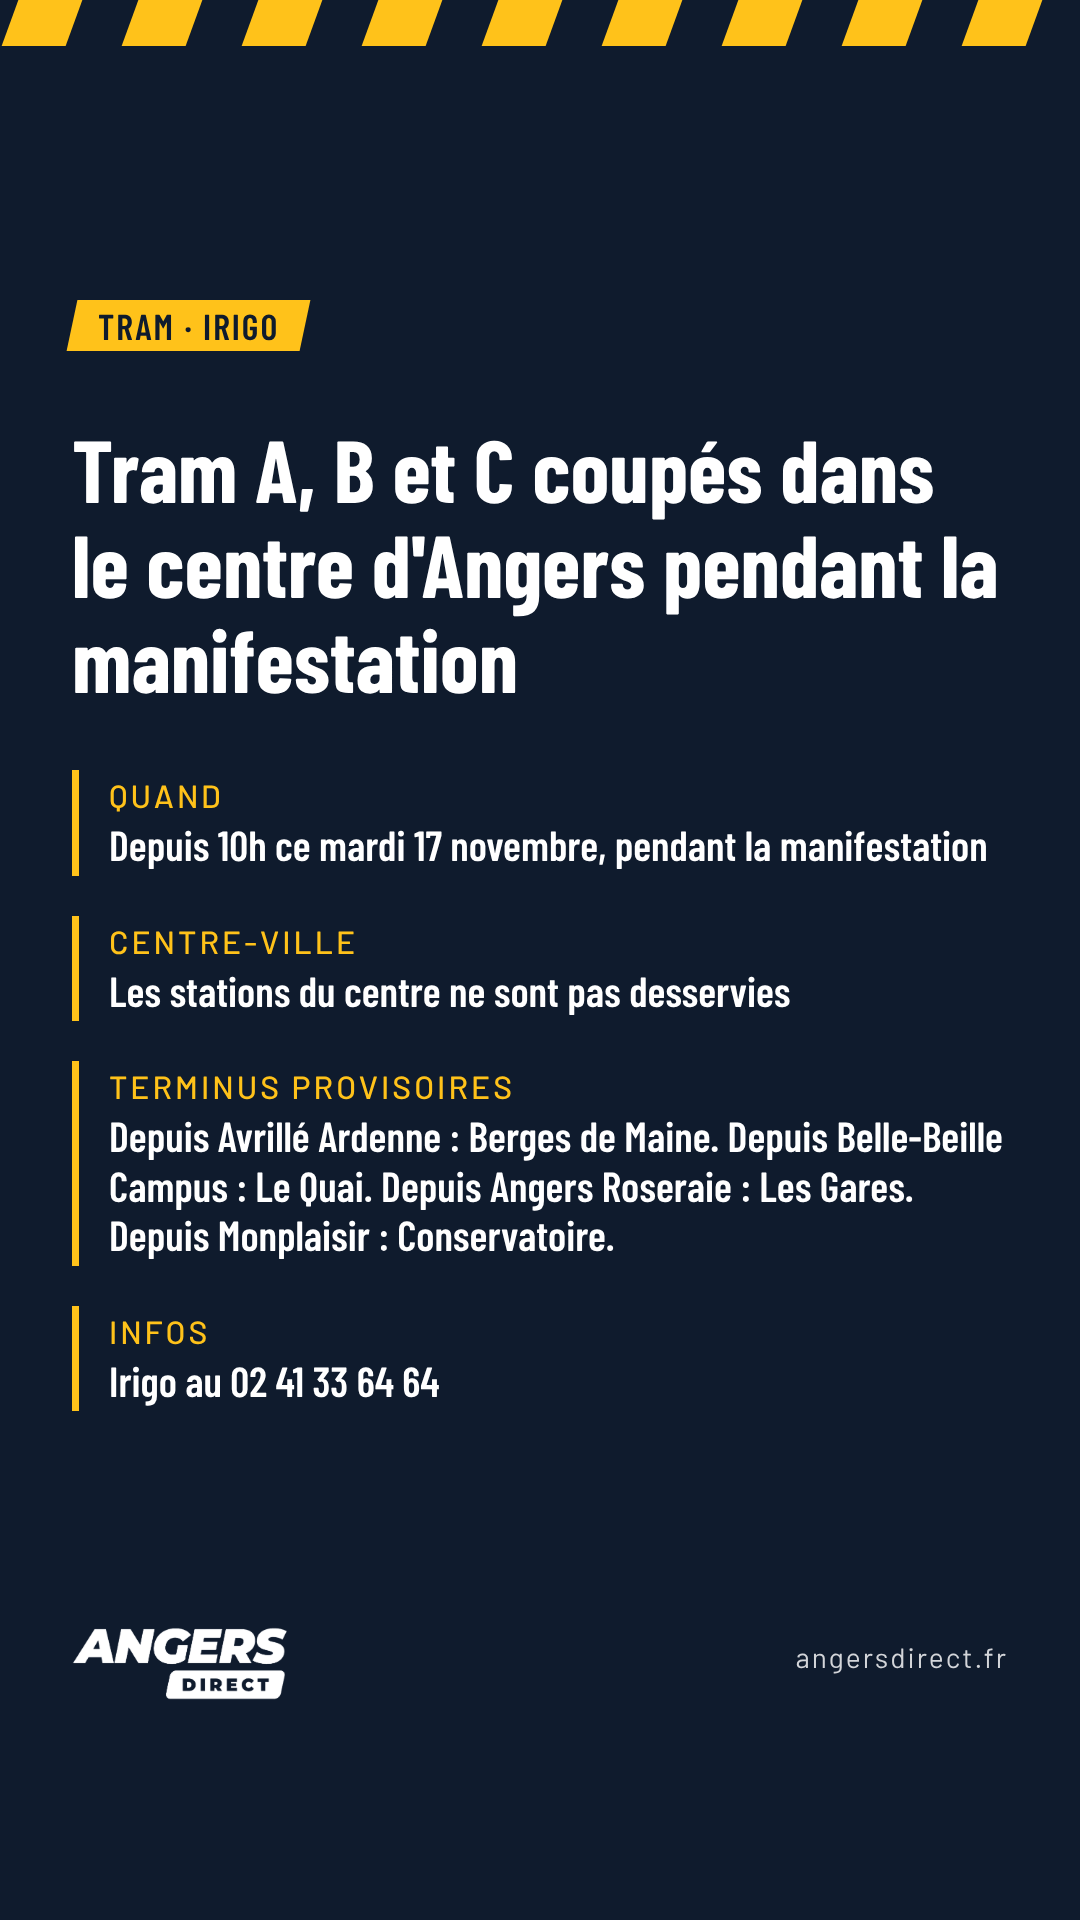 TRAM · IRIGO
Tram A, B et C coupés dans
le centre d'Angers pendant la
manifestation
QUAND
Depuis 10h ce mardi 17 novembre, pendant la manifestation
CENTRE-VILLE
Les stations du centre ne sont pas desservies
TERMINUS PROVISOIRES
Depuis Avrillé Ardenne : Berges de Maine. Depuis Belle-Beille
Campus : Le Quai. Depuis Angers Roseraie : Les Gares.
Depuis Monplaisir : Conservatoire.
INFOS
Irigo au 02 41 33 64 64
ANGERS
DIRECT
angersdirect.fr